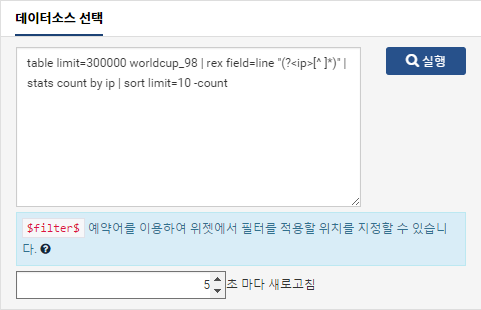 데이터소스 선택
table limit=300000 worldcup_98 | rex field=line "(?<ip>[^ ]*)" |
stats count by ip | sort limit=10 -count
실행
$filter$ 예약어를 이용하여 위젯에서 필터를 적용할 위치를 지정할 수 있습니
다.
5 초 마다 새로고침